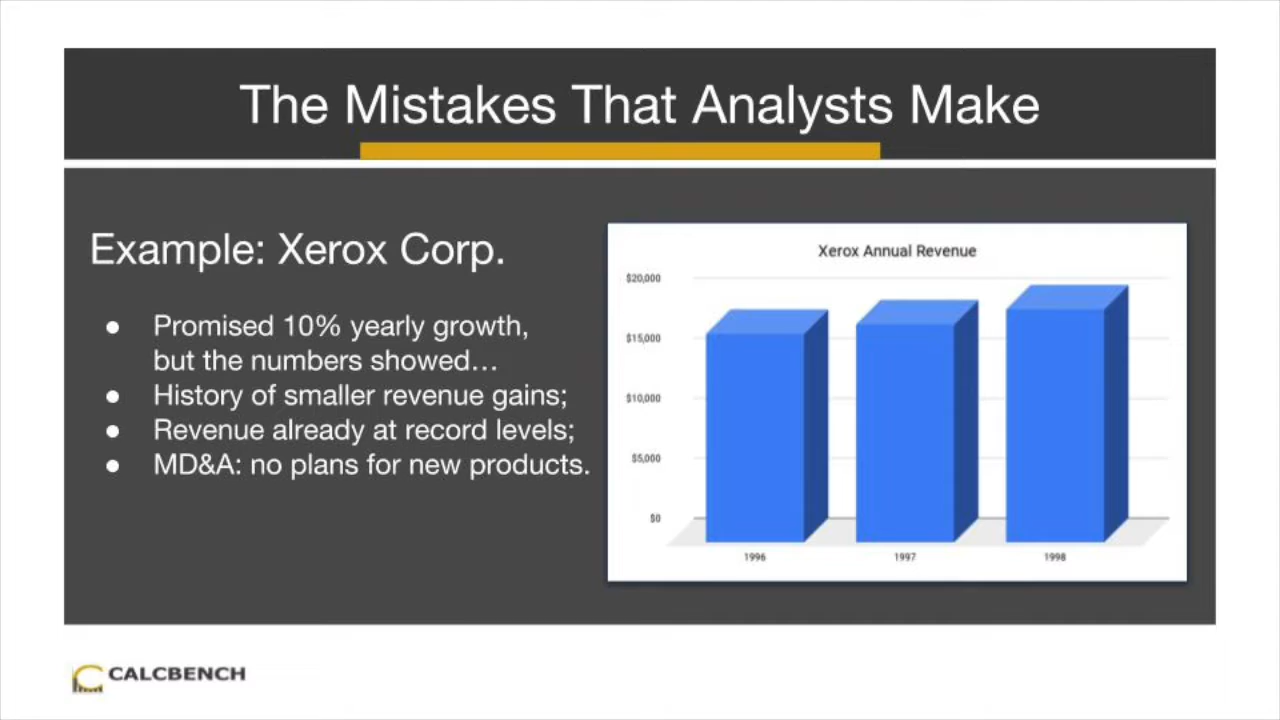 The Mistakes That Analysts Make
Example: Xerox Corp.
● Promised 10% yearly growth,
but the numbers showed…
● History of smaller revenue gains;
● Revenue already at record levels;
● MD&A: no plans for new products.
Xerox Annual Revenue
$20,000
$15,000
$10,000
$5,000
$0
1996 1997 1998
CALCBENCH